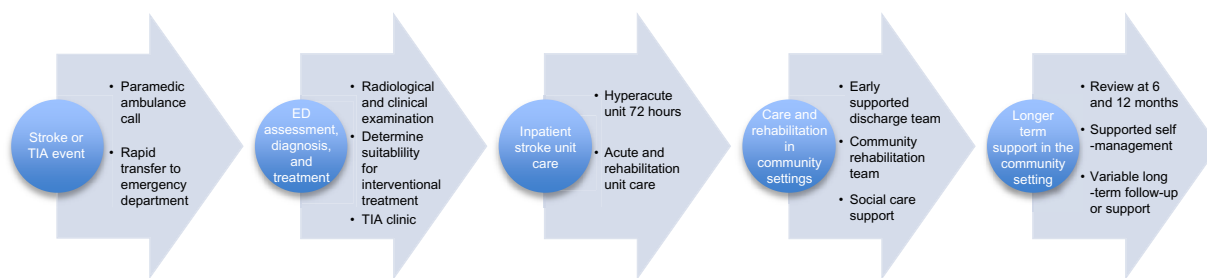 Stroke or
TIA event
• Paramedic
ambulance
call
• Rapid
transfer to
emergency
department
ED
assessment,
diagnosis,
and
treatment
• Radiological
and clinical
examination
• Determine
suitablility
for
interventional
treatment
• TIA clinic
Inpatient
stroke unit
care
• Hyperacute
unit 72 hours
• Acute and
rehabilitation
unit care
Care and
rehabilitation
in
community
settings
• Early
supported
discharge team
• Community
rehabilitation
team
• Social care
support
Longer
term
support in the
community
setting
• Review at 6
and 12 months
• Supported self
-management
• Variable long
-term follow-up
or support